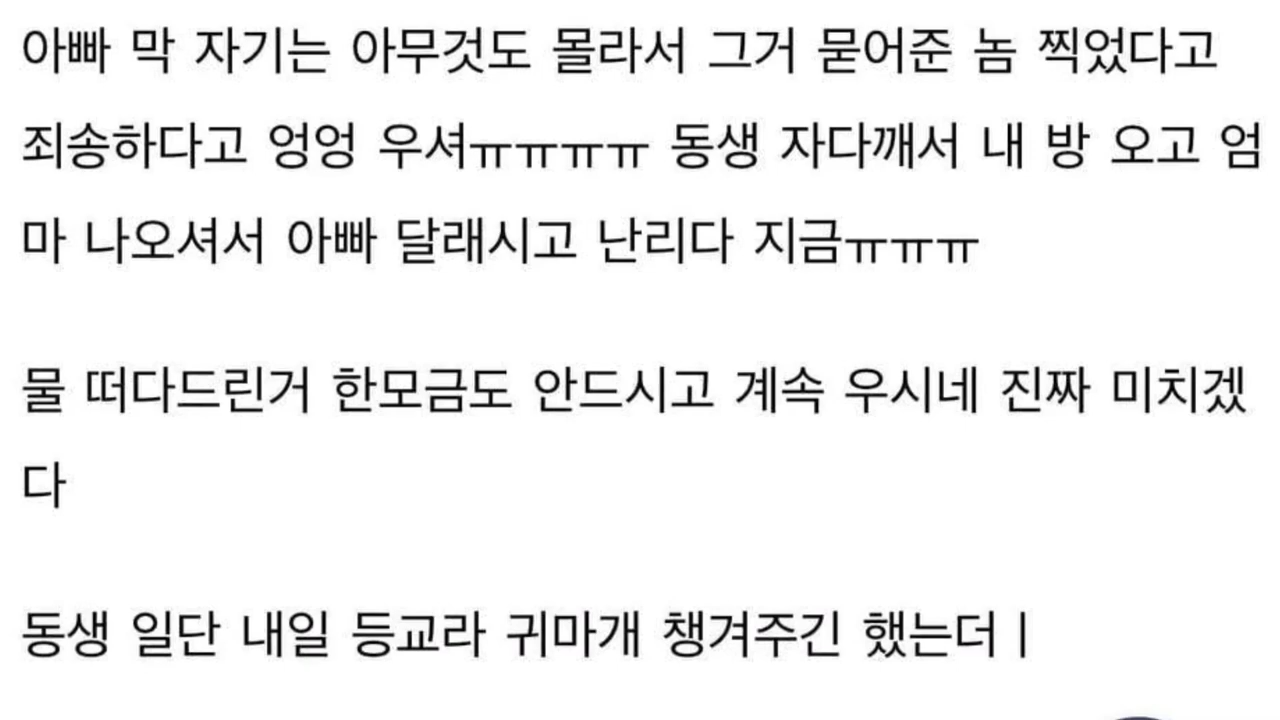 아빠 막 자기는 아무것도 몰라서 그거 묻어준 놈 찍었다고
죄송하다고 엉엉 우셔ㅠㅠㅠㅠ 동생 자다깨서 내 방 오고 엄
마 나오셔서 아빠 달래시고 난리다 지금ㅠㅠㅠ
물 떠다드린거 한모금도 안드시고 계속 우시네 진짜 미치겠
다
동생 일단 내일 등교라 귀마개 챙겨주긴 했는더ㅣ